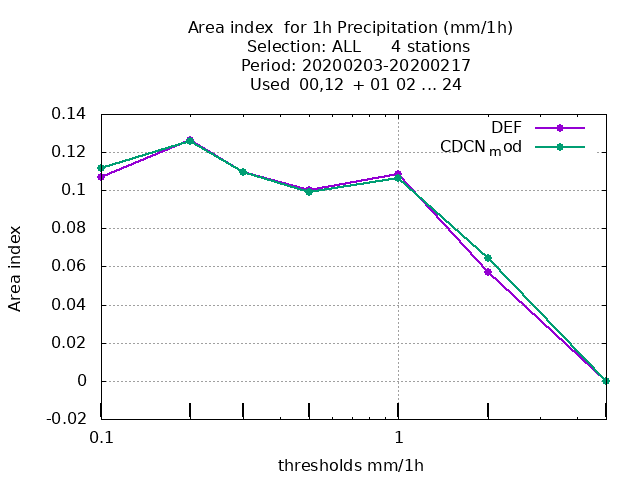 Area index  for 1h Precipitation (mm/1h)
Selection: ALL      4 stations
Period: 20200203-20200217
Used  00,12  + 01 02 ... 24
DEF
CDCNmod
0.14
0.12
0.1
0.08
0.06
0.04
0.02
0
-0.02
Area index
0.1
1
thresholds mm/1h